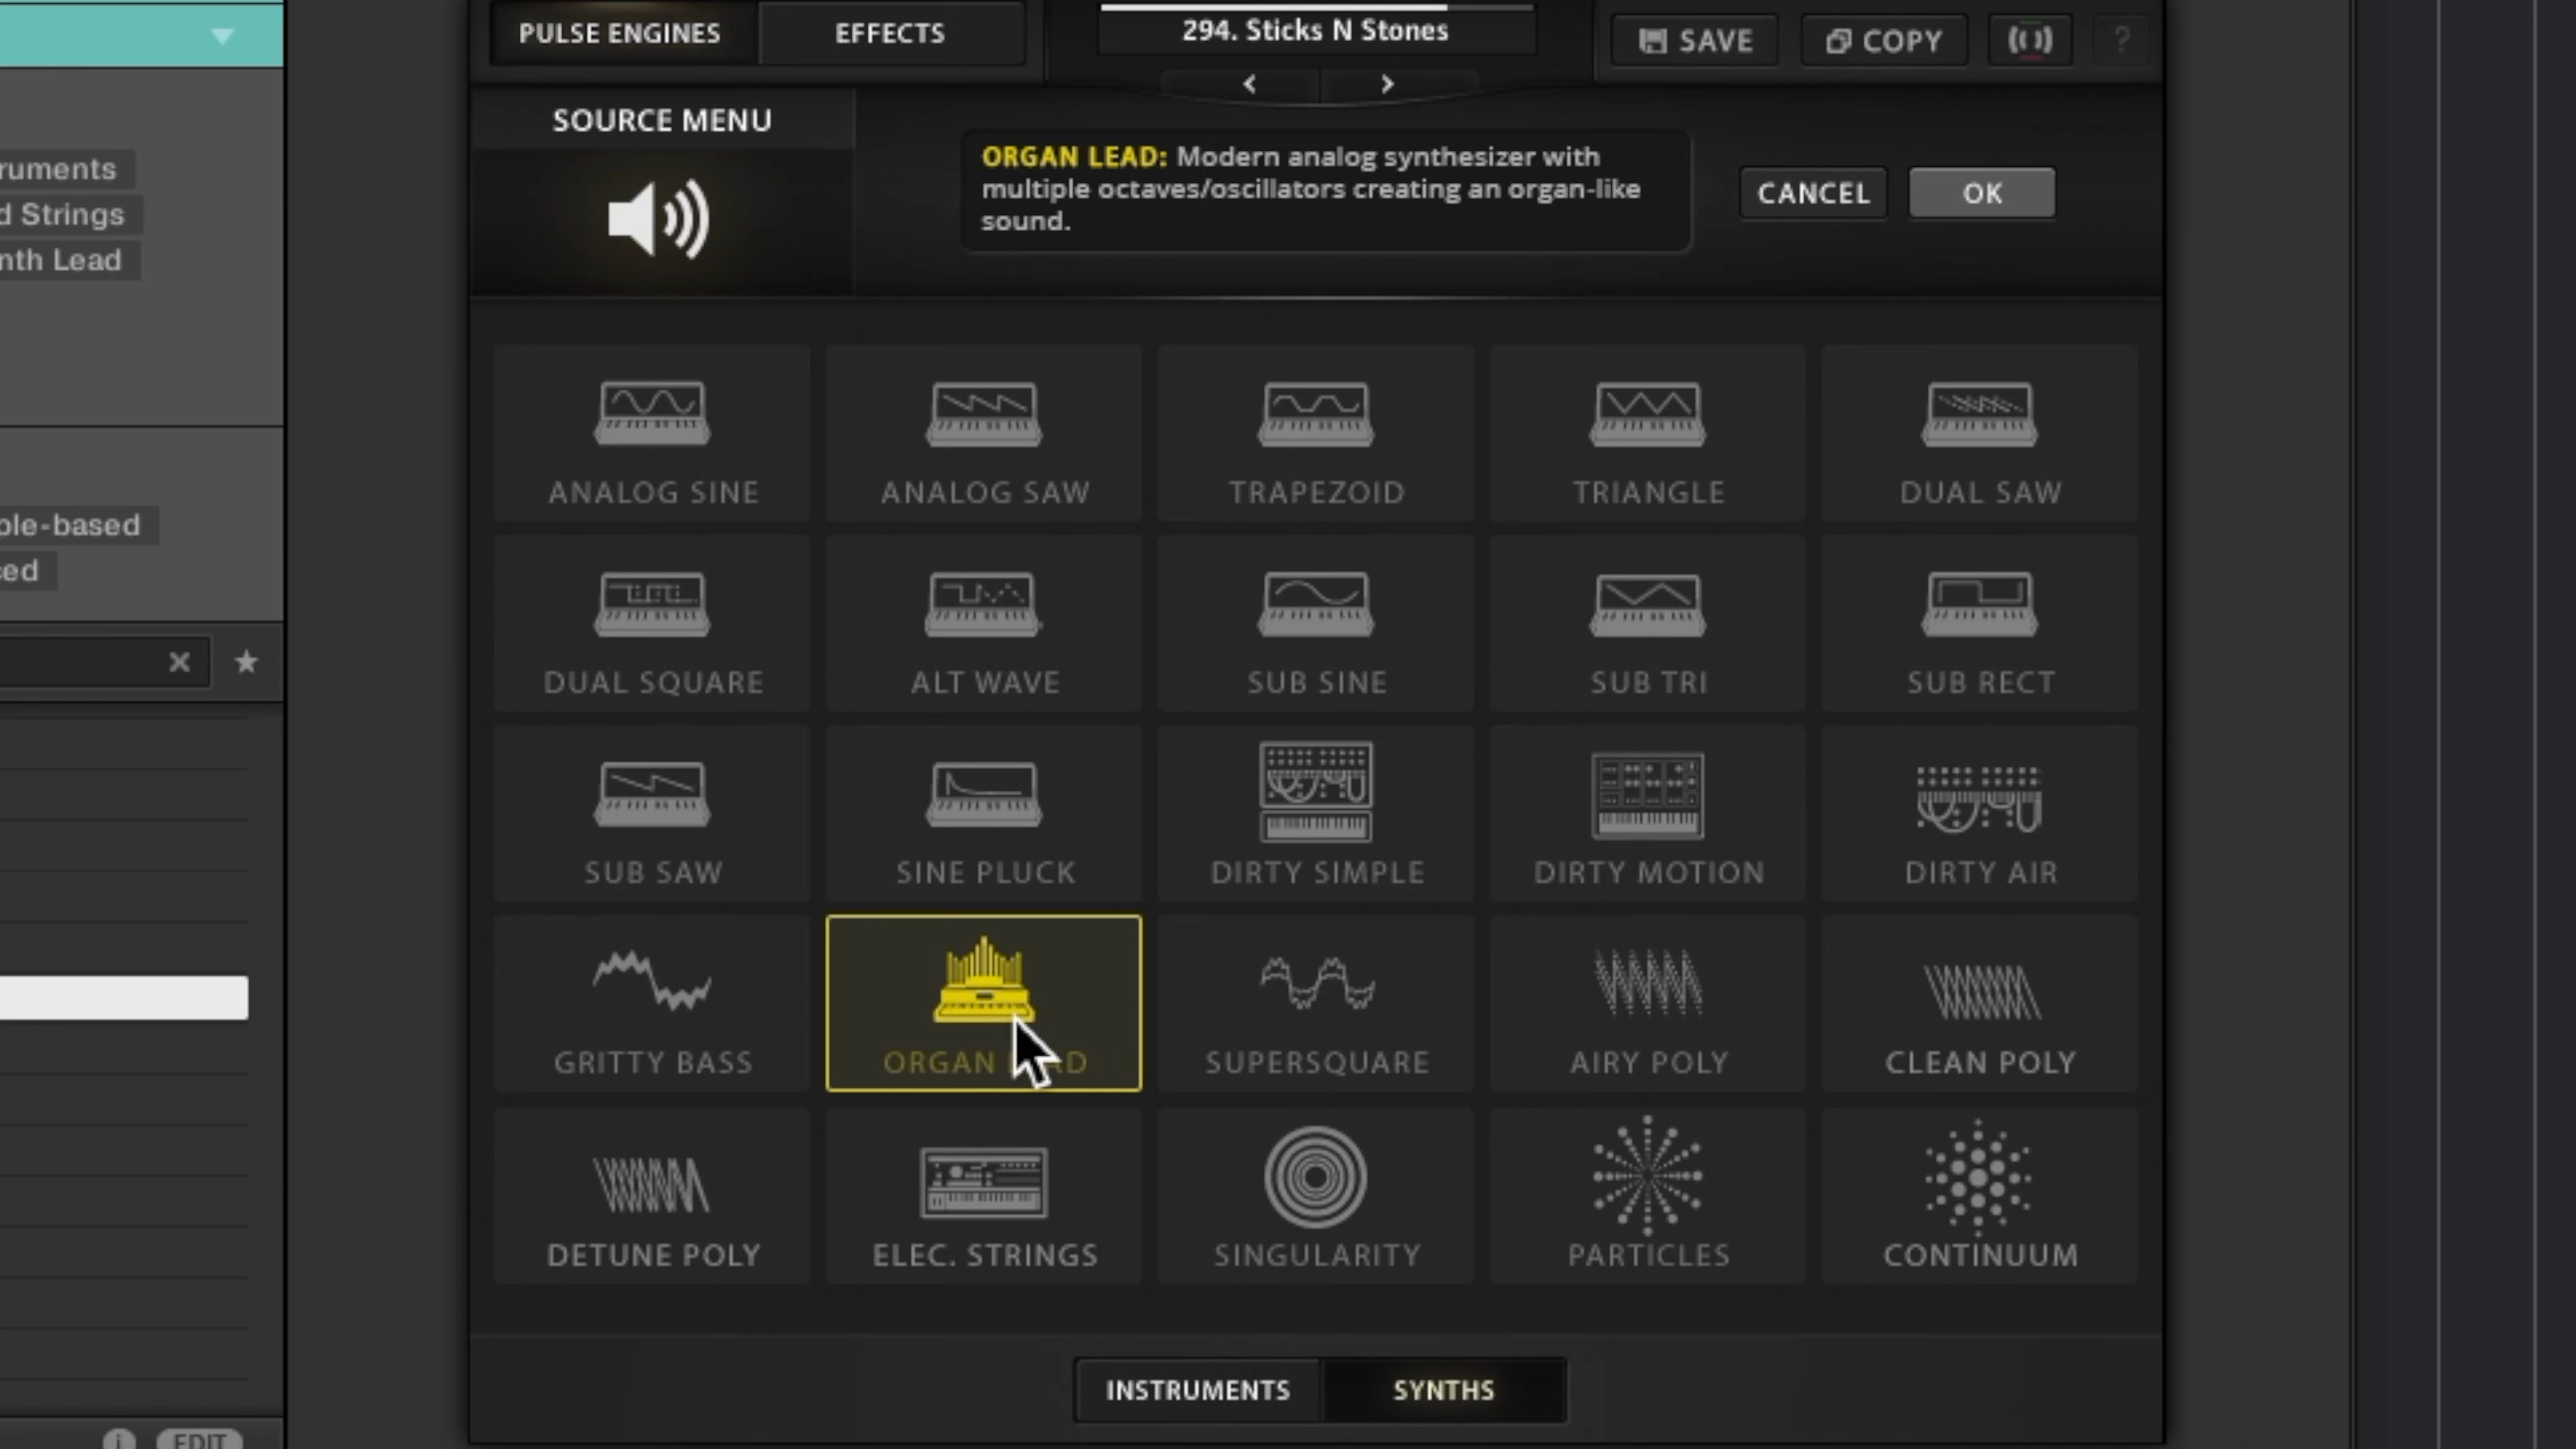 PULSE ENGINES
EFFECTS
294. Sticks N Stones
SAVE
COPY
?
<
>
SOURCE MENU
ORGAN LEAD: Modern analog synthesizer with
multiple octaves/oscillators creating an organ-like
sound.
CANCEL
OK
ruments
d Strings
nth Lead
ple-based
ced
ANALOG SINE
ANALOG SAW
TRAPEZOID
TRIANGLE
DUAL SAW
DUAL SQUARE
ALT WAVE
SUB SINE
SUB TRI
SUB RECT
SUB SAW
SINE PLUCK
DIRTY SIMPLE
DIRTY MOTION
DIRTY AIR
GRITTY BASS
ORGAN LEAD
SUPERSQUARE
AIRY POLY
CLEAN POLY
DETUNE POLY
ELEC. STRINGS
SINGULARITY
PARTICLES
CONTINUUM
INSTRUMENTS
SYNTHS
i
EDIT